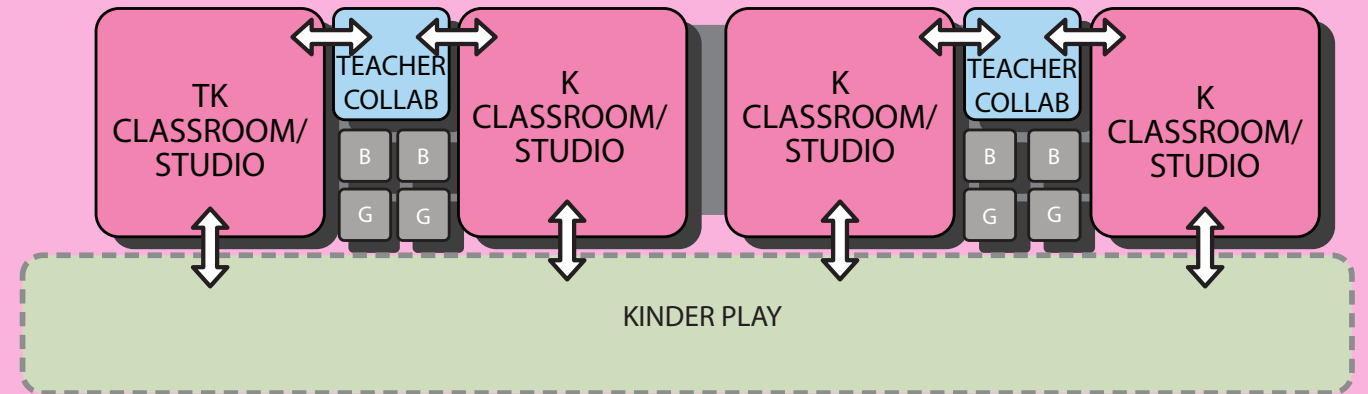 TK
CLASSROOM/
STUDIO
TEACHER
COLLAB
B B
G G
K
CLASSROOM/
STUDIO
K
CLASSROOM/
STUDIO
TEACHER
COLLAB
B B
G G
K
CLASSROOM/
STUDIO
KINDER PLAY